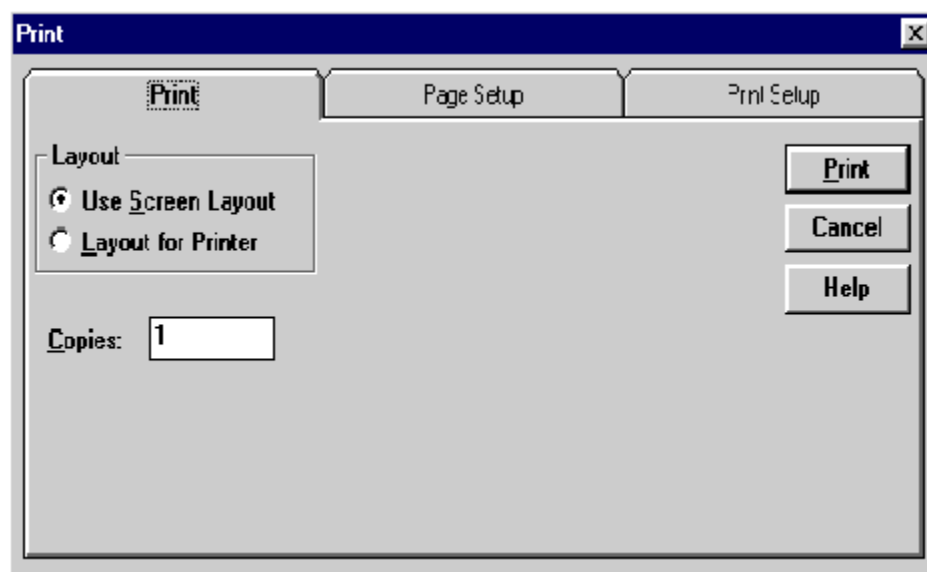 Print
Print Page Setup Print Setup
Layout
Use Screen Layout
Layout for Printer
Copies: 1
Print
Cancel
Help